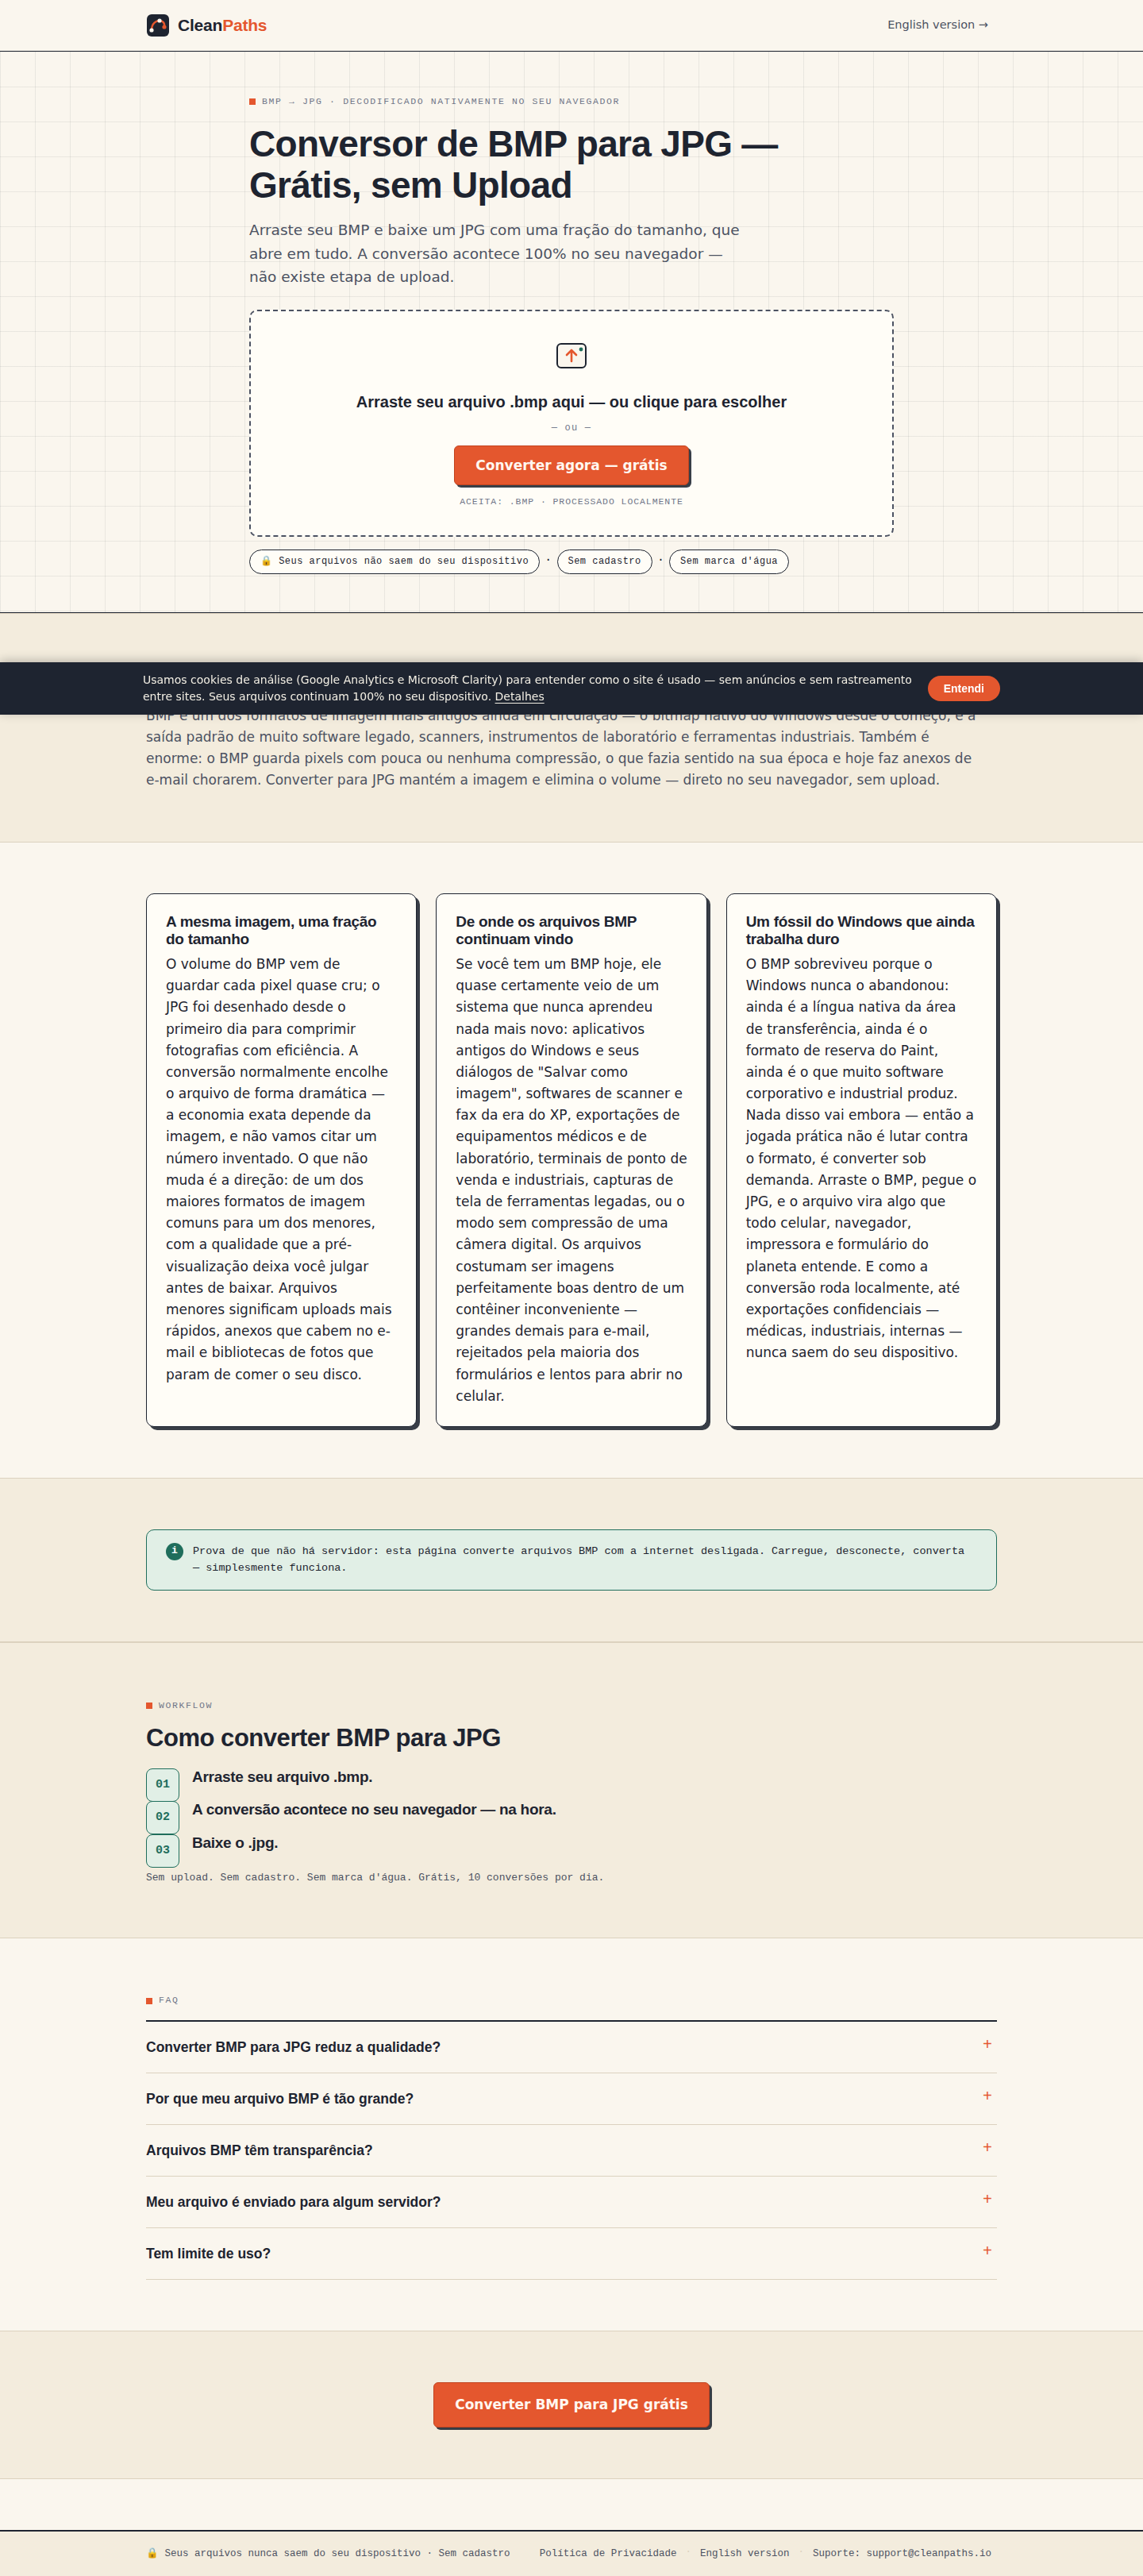 CleanPaths
English version →
BMP → JPG · DECODIFICADO NATIVAMENTE NO SEU NAVEGADOR
Conversor de BMP para JPG —
Grátis, sem Upload
Arraste seu BMP e baixe um JPG com uma fração do tamanho, que
abre em tudo. A conversão acontece 100% no seu navegador —
não existe etapa de upload.
Arraste seu arquivo .bmp aqui — ou clique para escolher
— ou —
Converter agora — grátis
ACEITA: .BMP · PROCESSADO LOCALMENTE
🔒 Seus arquivos não saem do seu dispositivo · Sem cadastro · Sem marca d'água
Usamos cookies de análise (Google Analytics e Microsoft Clarity) para entender como o site é usado — sem anúncios e sem rastreamento
entre sites. Seus arquivos continuam 100% no seu dispositivo. Detalhes
Entendi
BMP é um dos formatos de imagem mais antigos ainda em circulação — o bitmap nativo do Windows desde o começo, e a
saída padrão de muito software legado, scanners, instrumentos de laboratório e ferramentas industriais. Também é
enorme: o BMP guarda pixels com pouca ou nenhuma compressão, o que fazia sentido na sua época e hoje faz anexos de
e-mail chorarem. Converter para JPG mantém a imagem e elimina o volume — direto no seu navegador, sem upload.
A mesma imagem, uma fração
do tamanho
O volume do BMP vem de
guardar cada pixel quase cru; o
JPG foi desenhado desde o
primeiro dia para comprimir
fotografias com eficiência. A
conversão normalmente encolhe
o arquivo de forma dramática —
a economia exata depende da
imagem, e não vamos citar um
número inventado. O que não
muda é a direção: de um dos
maiores formatos de imagem
comuns para um dos menores,
com a qualidade que a pré-
visualização deixa você julgar
antes de baixar. Arquivos
menores significam uploads mais
rápidos, anexos que cabem no e-
mail e bibliotecas de fotos que
param de comer o seu disco.
De onde os arquivos BMP
continuam vindo
Se você tem um BMP hoje, ele
quase certamente veio de um
sistema que nunca aprendeu
nada mais novo: aplicativos
antigos do Windows e seus
diálogos de "Salvar como
imagem", softwares de scanner e
fax da era do XP, exportações de
equipamentos médicos e de
laboratório, terminais de ponto de
venda e industriais, capturas de
tela de ferramentas legadas, ou o
modo sem compressão de uma
câmera digital. Os arquivos
costumam ser imagens
perfeitamente boas dentro de um
contêiner inconveniente —
grandes demais para e-mail,
rejeitados pela maioria dos
formulários e lentos para abrir no
celular.
Um fóssil do Windows que ainda
trabalha duro
O BMP sobreviveu porque o
Windows nunca o abandonou:
ainda é a língua nativa da área
de transferência, ainda é o
formato de reserva do Paint,
ainda é o que muito software
corporativo e industrial produz.
Nada disso vai embora — então a
jogada prática não é lutar contra
o formato, é converter sob
demanda. Arraste o BMP, pegue o
JPG, e o arquivo vira algo que
todo celular, navegador,
impressora e formulário do
planeta entende. E como a
conversão roda localmente, até
exportações confidenciais —
médicas, industriais, internas —
nunca saem do seu dispositivo.
i Prova de que não há servidor: esta página converte arquivos BMP com a internet desligada. Carregue, desconecte, converta
— simplesmente funciona.
WORKFLOW
Como converter BMP para JPG
01 Arraste seu arquivo .bmp.
02 A conversão acontece no seu navegador — na hora.
03 Baixe o .jpg.
Sem upload. Sem cadastro. Sem marca d'água. Grátis, 10 conversões por dia.
FAQ
Converter BMP para JPG reduz a qualidade? +
Por que meu arquivo BMP é tão grande? +
Arquivos BMP têm transparência? +
Meu arquivo é enviado para algum servidor? +
Tem limite de uso? +
Converter BMP para JPG grátis
🔒 Seus arquivos nunca saem do seu dispositivo · Sem cadastro
Política de Privacidade · English version · Suporte: support@cleanpaths.io